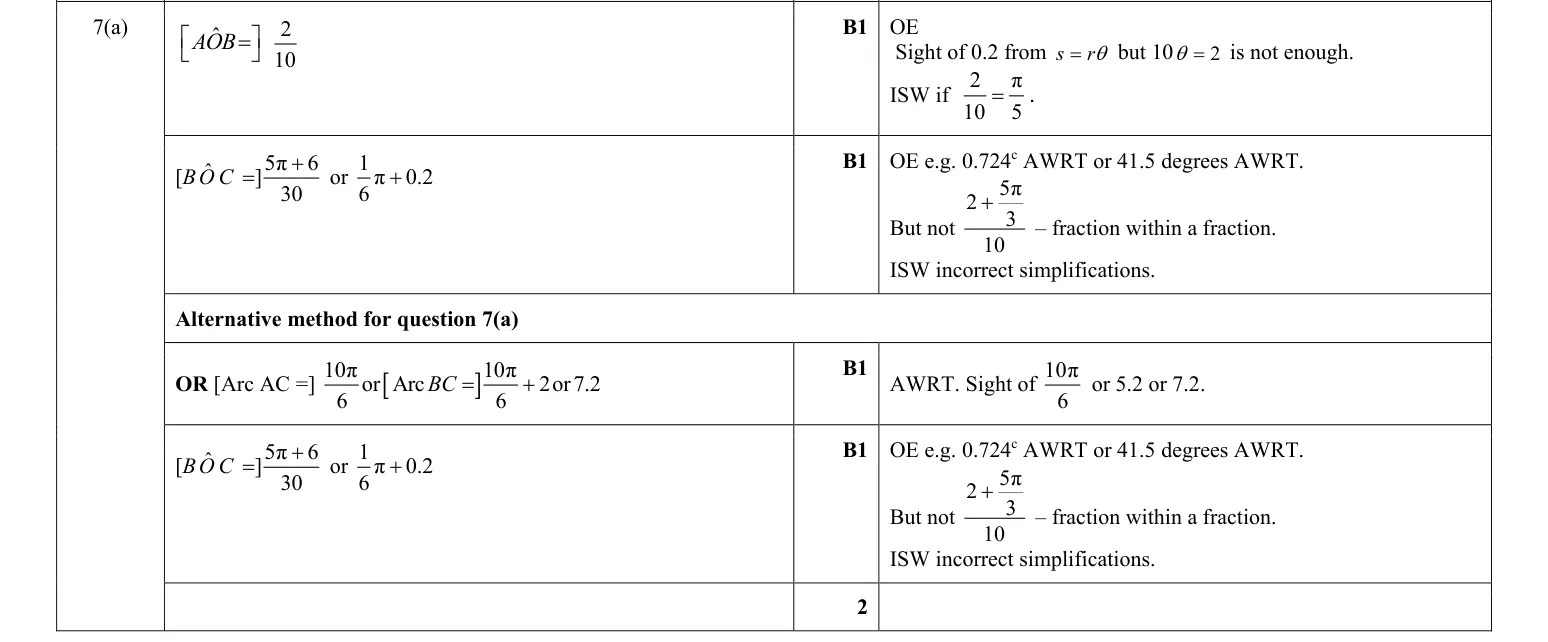 7(a)
[AÔB=] 2/10
B1
OE
Sight of 0.2 from s = rθ but 10θ = 2 is not enough.
ISW if 2/10 = π/5 .
[BÔC =] (5π + 6)/30 or 1/6 π + 0.2
B1
OE e.g. 0.724ᶜ AWRT or 41.5 degrees AWRT.
But not (2 + 5π/3)/10 – fraction within a fraction.
ISW incorrect simplifications.
Alternative method for question 7(a)
OR [Arc AC =] 10π/6 or [Arc BC =] 10π/6 + 2 or 7.2
B1
AWRT. Sight of 10π/6 or 5.2 or 7.2.
[BÔC =] (5π + 6)/30 or 1/6 π + 0.2
B1
OE e.g. 0.724ᶜ AWRT or 41.5 degrees AWRT.
But not (2 + 5π/3)/10 – fraction within a fraction.
ISW incorrect simplifications.
2